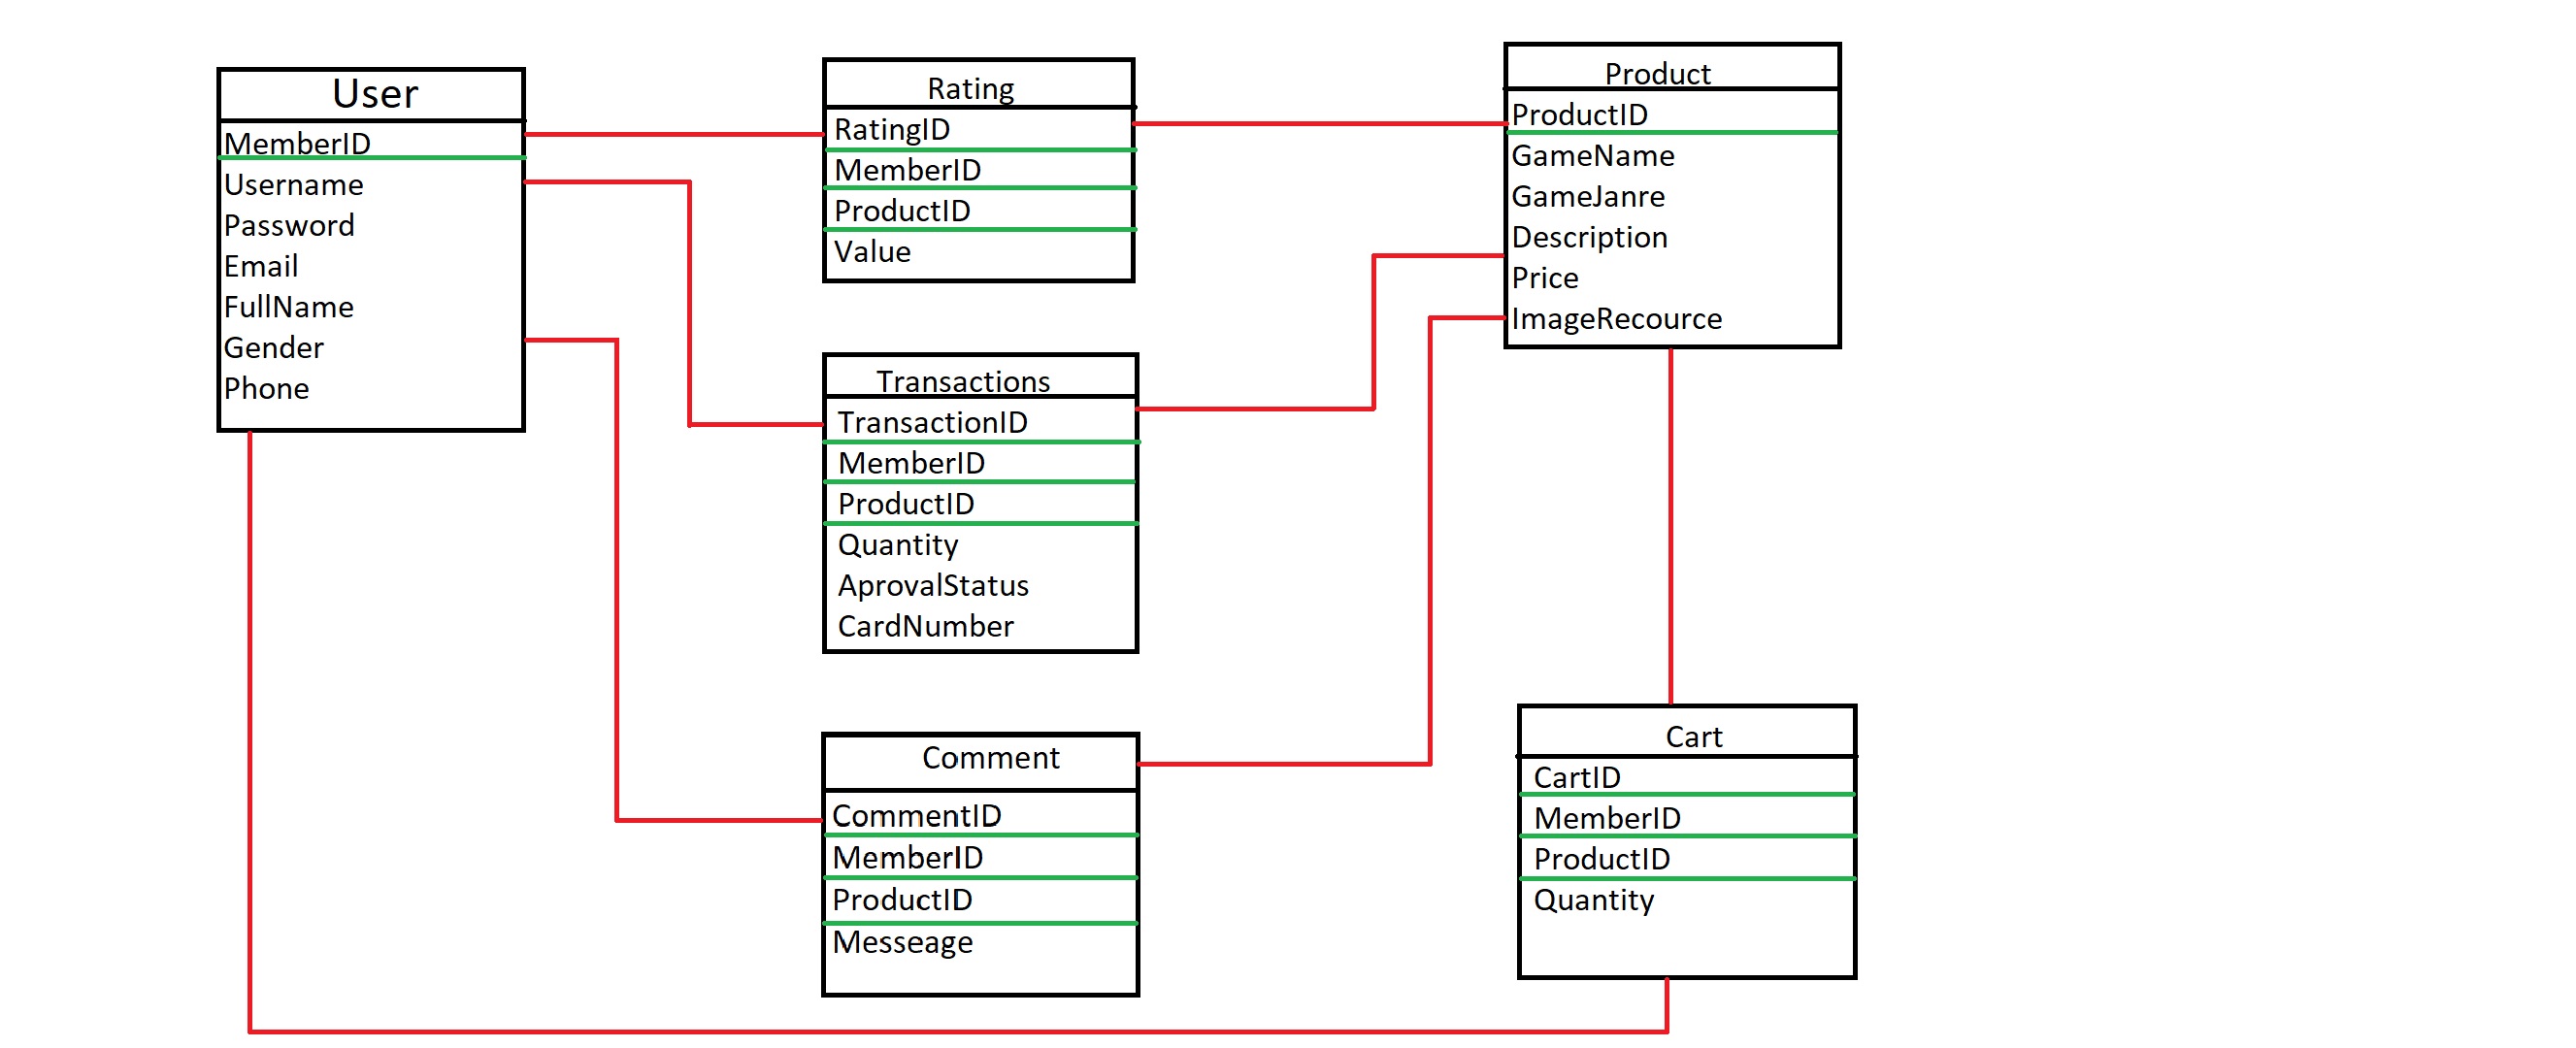 User
MemberID
Username
Password
Email
FullName
Gender
Phone
Rating
RatingID
MemberID
ProductID
Value
Transactions
TransactionID
MemberID
ProductID
Quantity
AprovalStatus
CardNumber
Comment
CommentID
MemberID
ProductID
Messeage
Product
ProductID
GameName
GameJanre
Description
Price
ImageRecource
Cart
CartID
MemberID
ProductID
Quantity